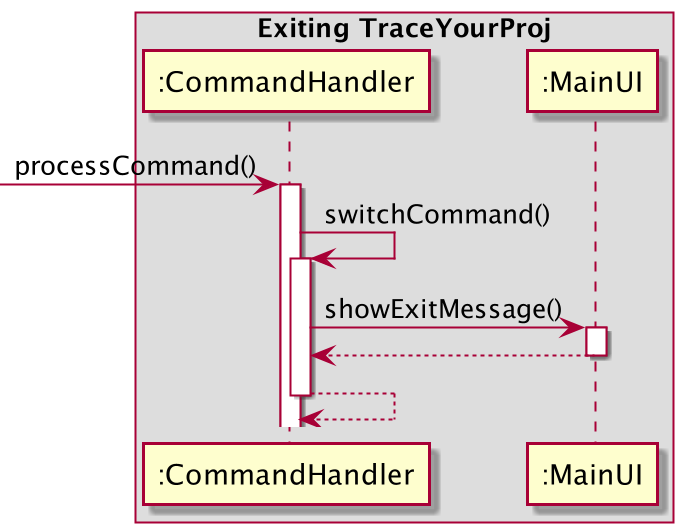 Exiting TraceYourProj
:CommandHandler
:MainUI
processCommand()
switchCommand()
showExitMessage()
:CommandHandler
:MainUI